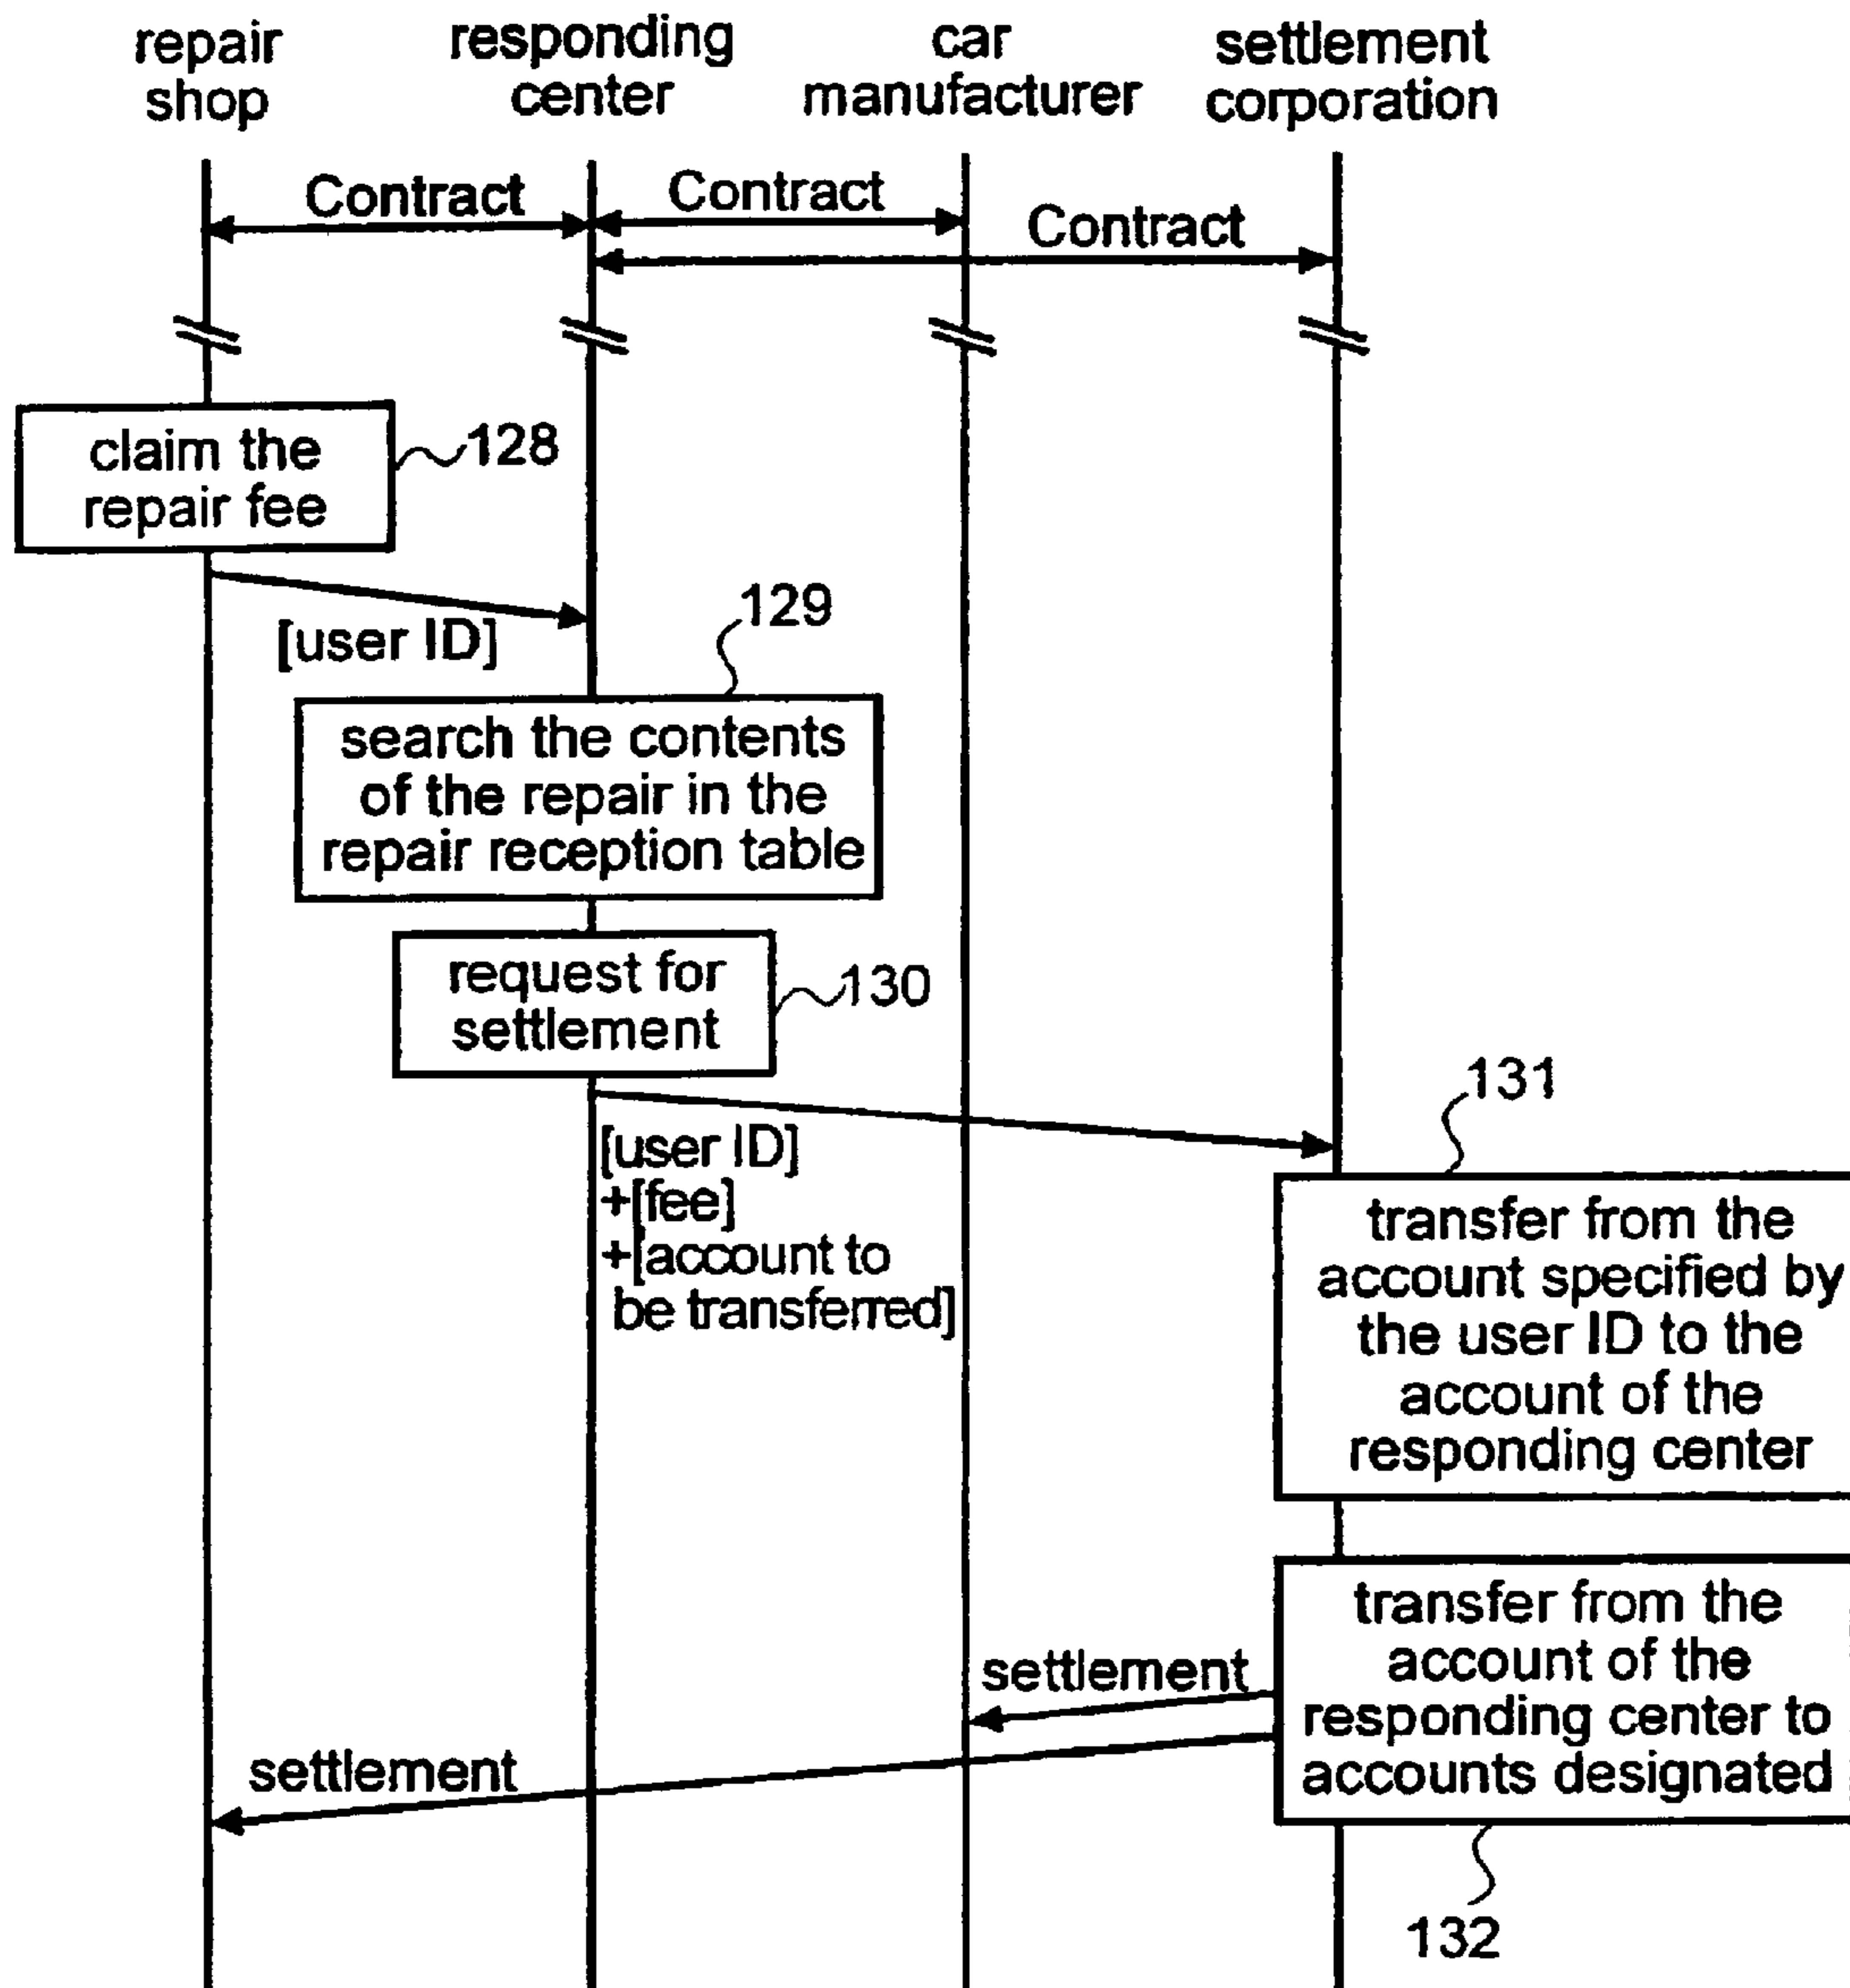 repair
shop
responding
center
car
manufacturer
settlement
corporation
Contract
Contract
Contract
claim the
repair fee
128
[user ID]
129
search the contents
of the repair in the
repair reception table
request for
settlement
130
[user ID]
+[fee]
+[account to
be transferred]
131
transfer from the
account specified by
the user ID to the
account of the
responding center
transfer from the
account of the
responding center to
accounts designated
settlement
settlement
132